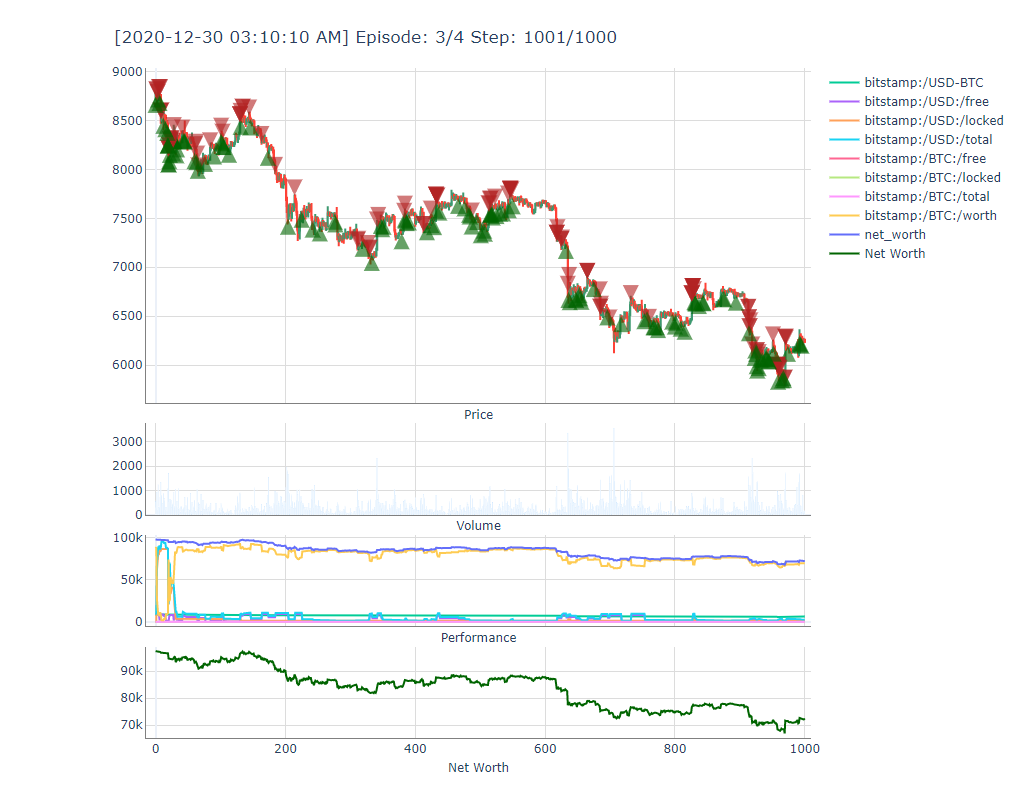 [2020-12-30 03:10:10 AM] Episode: 3/4 Step: 1001/1000
9000
8500
8000
7500
7000
6500
6000
Price
3000
2000
1000
0
Volume
100k
50k
0
Performance
90k
80k
70k
0 200 400 600 800 1000
Net Worth
bitstamp:/USD-BTC
bitstamp:/USD:/free
bitstamp:/USD:/locked
bitstamp:/USD:/total
bitstamp:/BTC:/free
bitstamp:/BTC:/locked
bitstamp:/BTC:/total
bitstamp:/BTC:/worth
net_worth
Net Worth